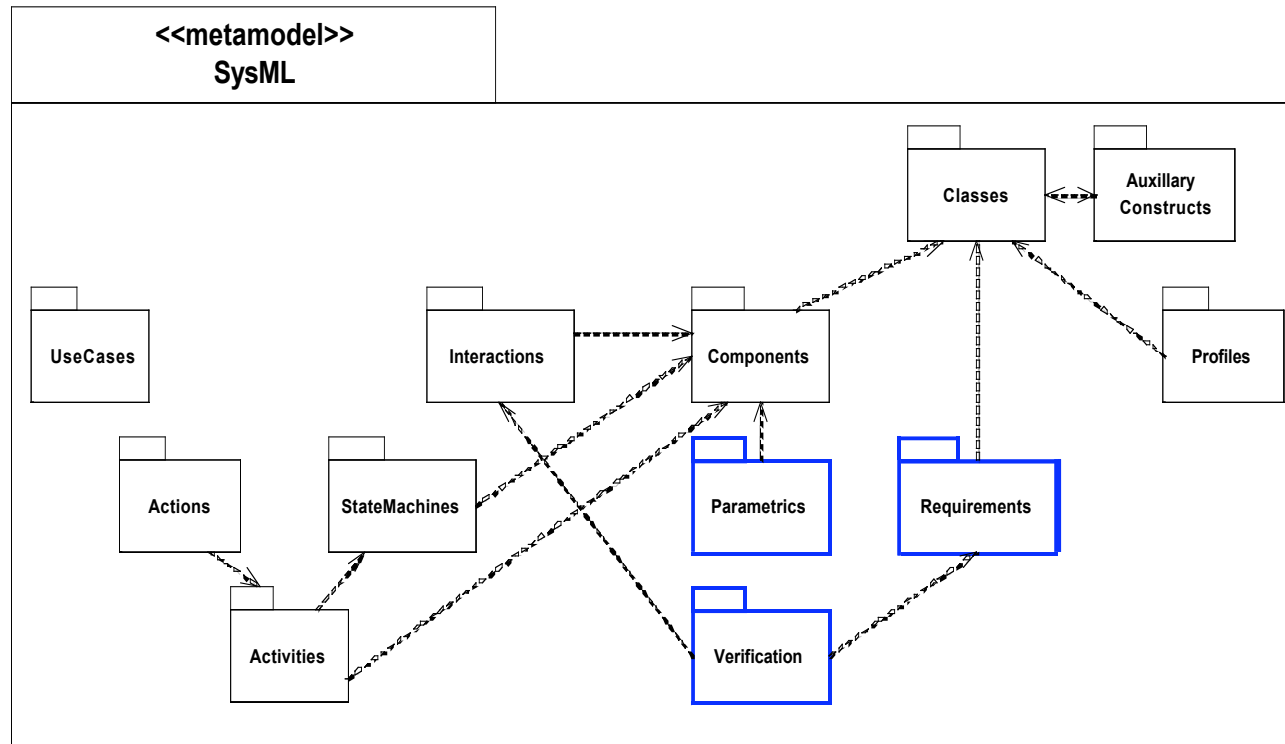 <<metamodel>>
SysML
Classes
Auxillary
Constructs
UseCases
Interactions
Components
Profiles
Actions
StateMachines
Parametrics
Requirements
Activities
Verification